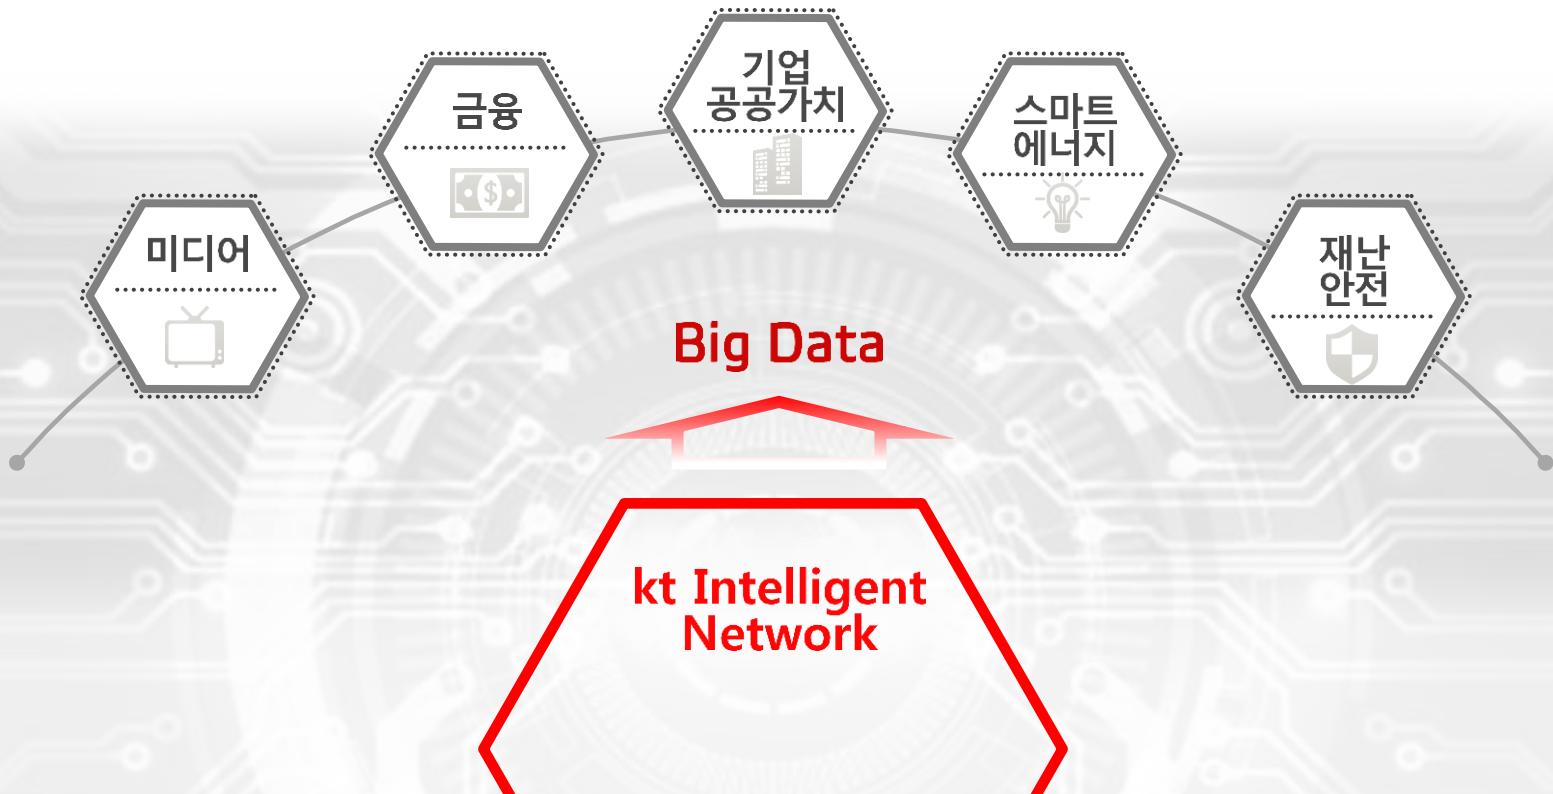 미디어
금융
기업
공공가치
스마트
에너지
재난
안전
Big Data
kt Intelligent
Network